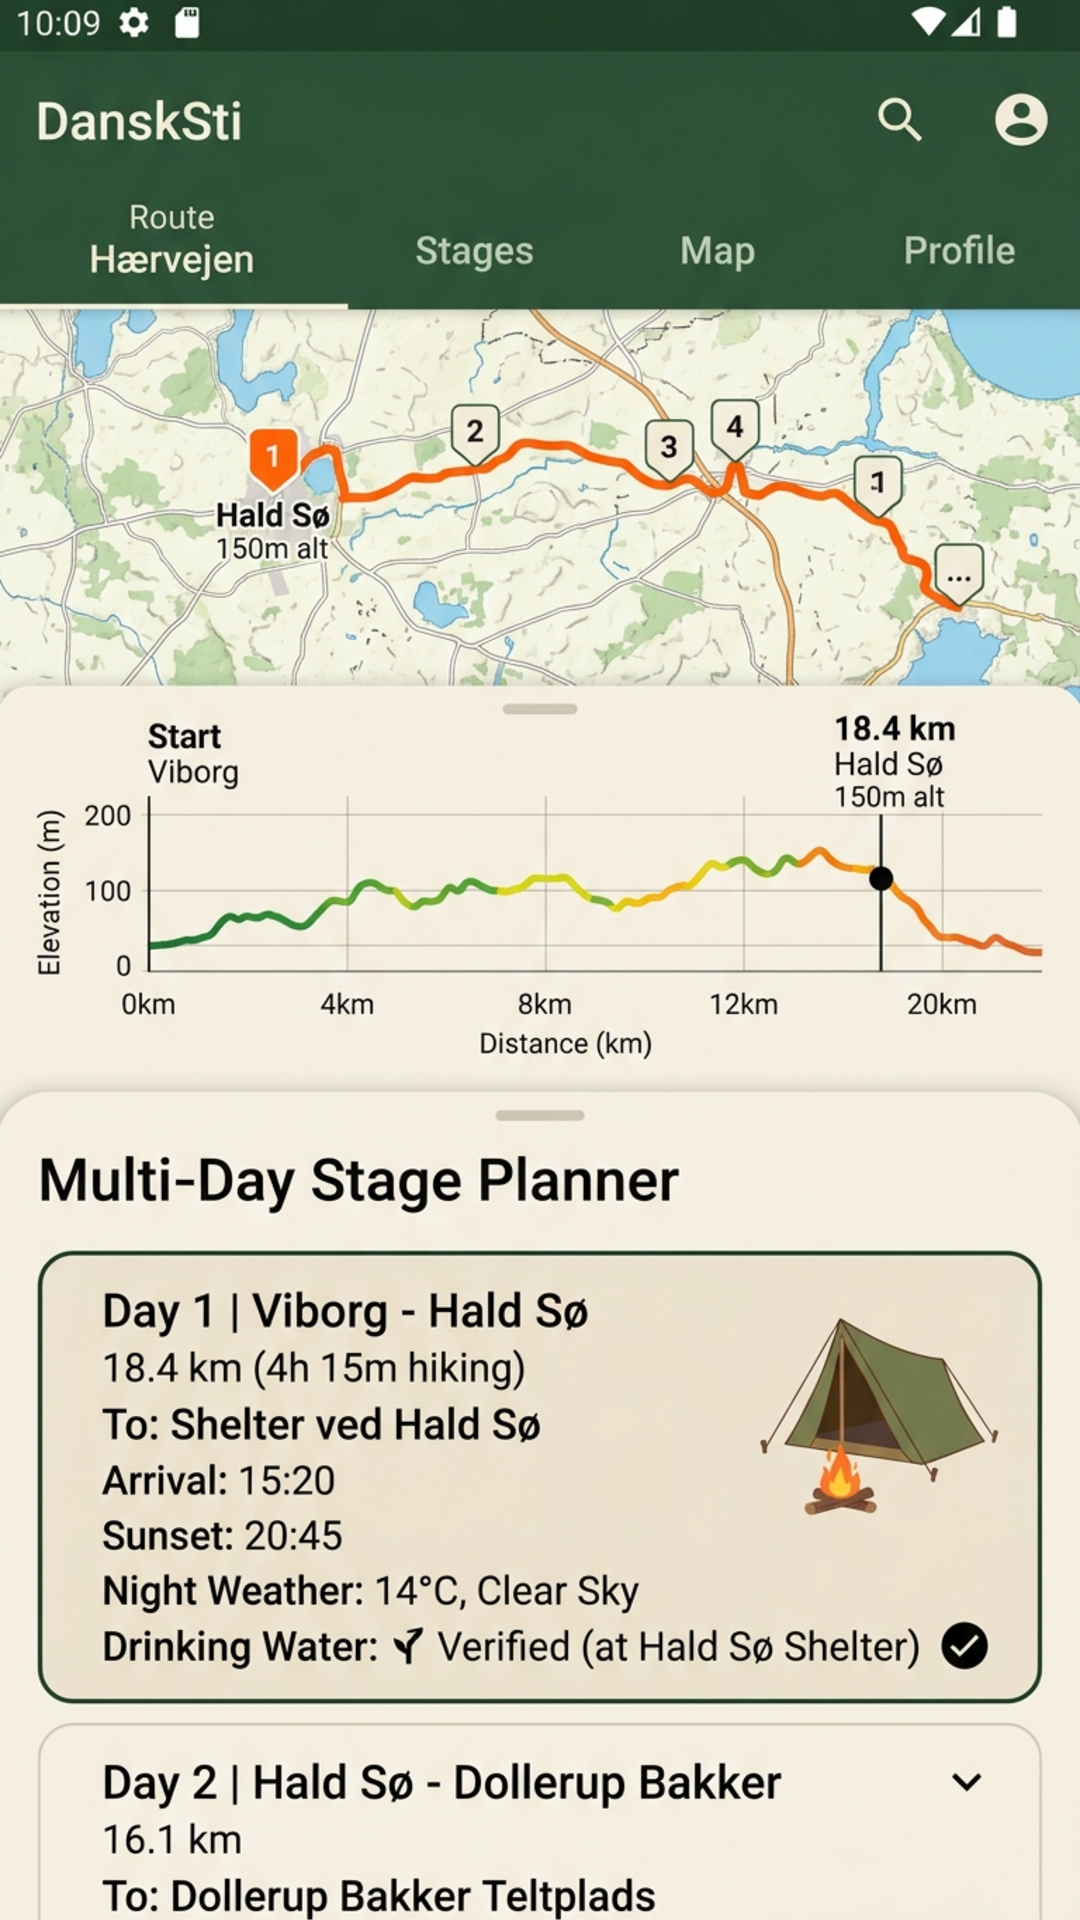 10:09
DanskSti
Route
Hærvejen
Stages
Map
Profile
1
2
3
4
1
...
Hald Sø
150m alt
Start
Viborg
18.4 km
Hald Sø
150m alt
Elevation (m)
200
100
0
0km
4km
8km
12km
20km
Distance (km)
Multi-Day Stage Planner
Day 1 | Viborg - Hald Sø
18.4 km (4h 15m hiking)
To: Shelter ved Hald Sø
Arrival: 15:20
Sunset: 20:45
Night Weather: 14°C, Clear Sky
Drinking Water: Verified (at Hald Sø Shelter)
Day 2 | Hald Sø - Dollerup Bakker
16.1 km
To: Dollerup Bakker Teltplads